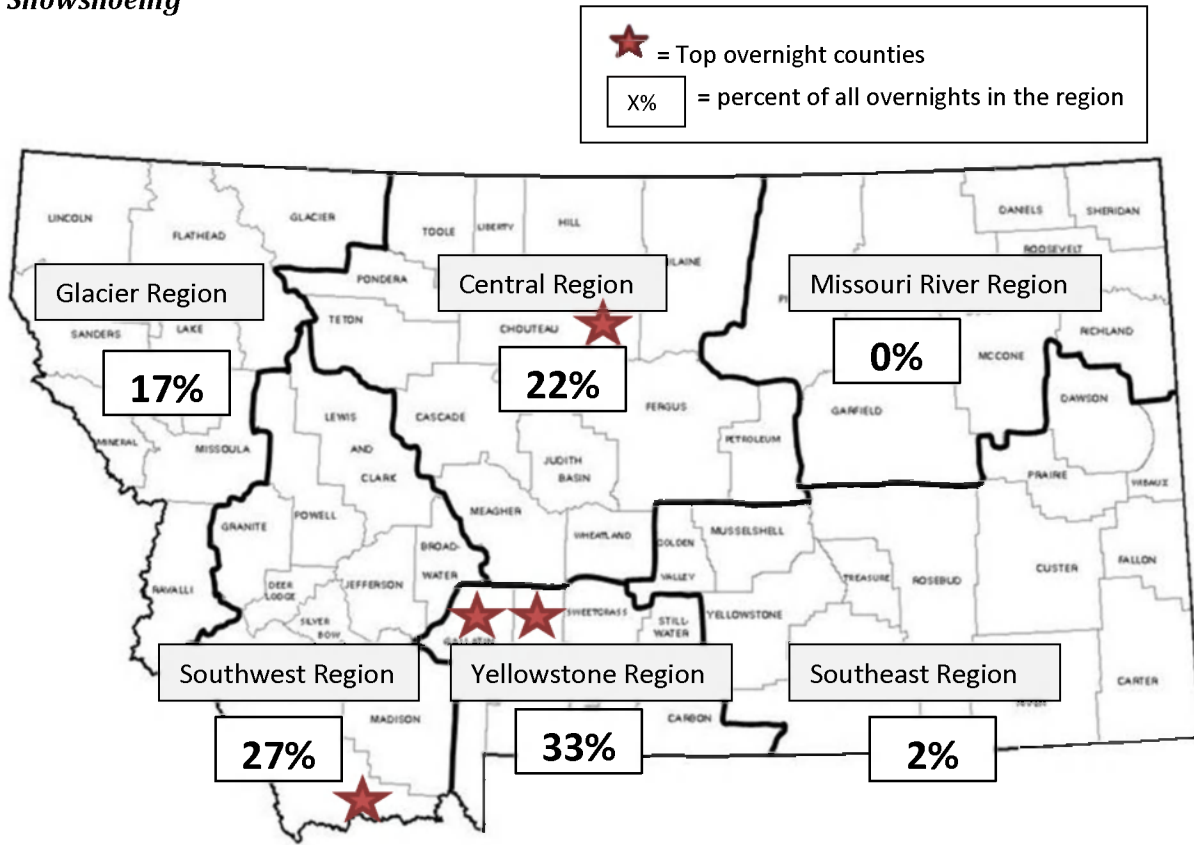 Snowshoeing
= Top overnight counties
X%
= percent of all overnights in the region
LINCOLN
FLATHEAD
GLACIER
TOOLE
LIBERTY
HILL
DANIELS
SHERIDAN
ROOSEVELT
PONDERA
Glacier Region
Central Region
Missouri River Region
SANDERS
LAKE
TETON
CHOUTEAU
RICHLAND
17%
22%
0%
MCCONE
LEWIS
AND
CLARK
CASCADE
FERGUS
GARFIELD
DAWSON
MINERAL
MISSOULA
PETROLEUM
JUDITH
BASIN
PRAIRIE
WIBAUX
GRANITE
POWELL
MEAGHER
WHEATLAND
GOLDEN
VALLEY
MUSSELSHELL
BROAD-
WATER
RAVALLI
DEER
LODGE
JEFFERSON
TREASURE
ROSEBUD
CUSTER
FALLON
SILVER
BOW
GALLATIN
SWEETGRASS
STILL-
WATER
YELLOWSTONE
Southwest Region
Yellowstone Region
Southeast Region
CARTER
MADISON
CARBON
27%
33%
2%